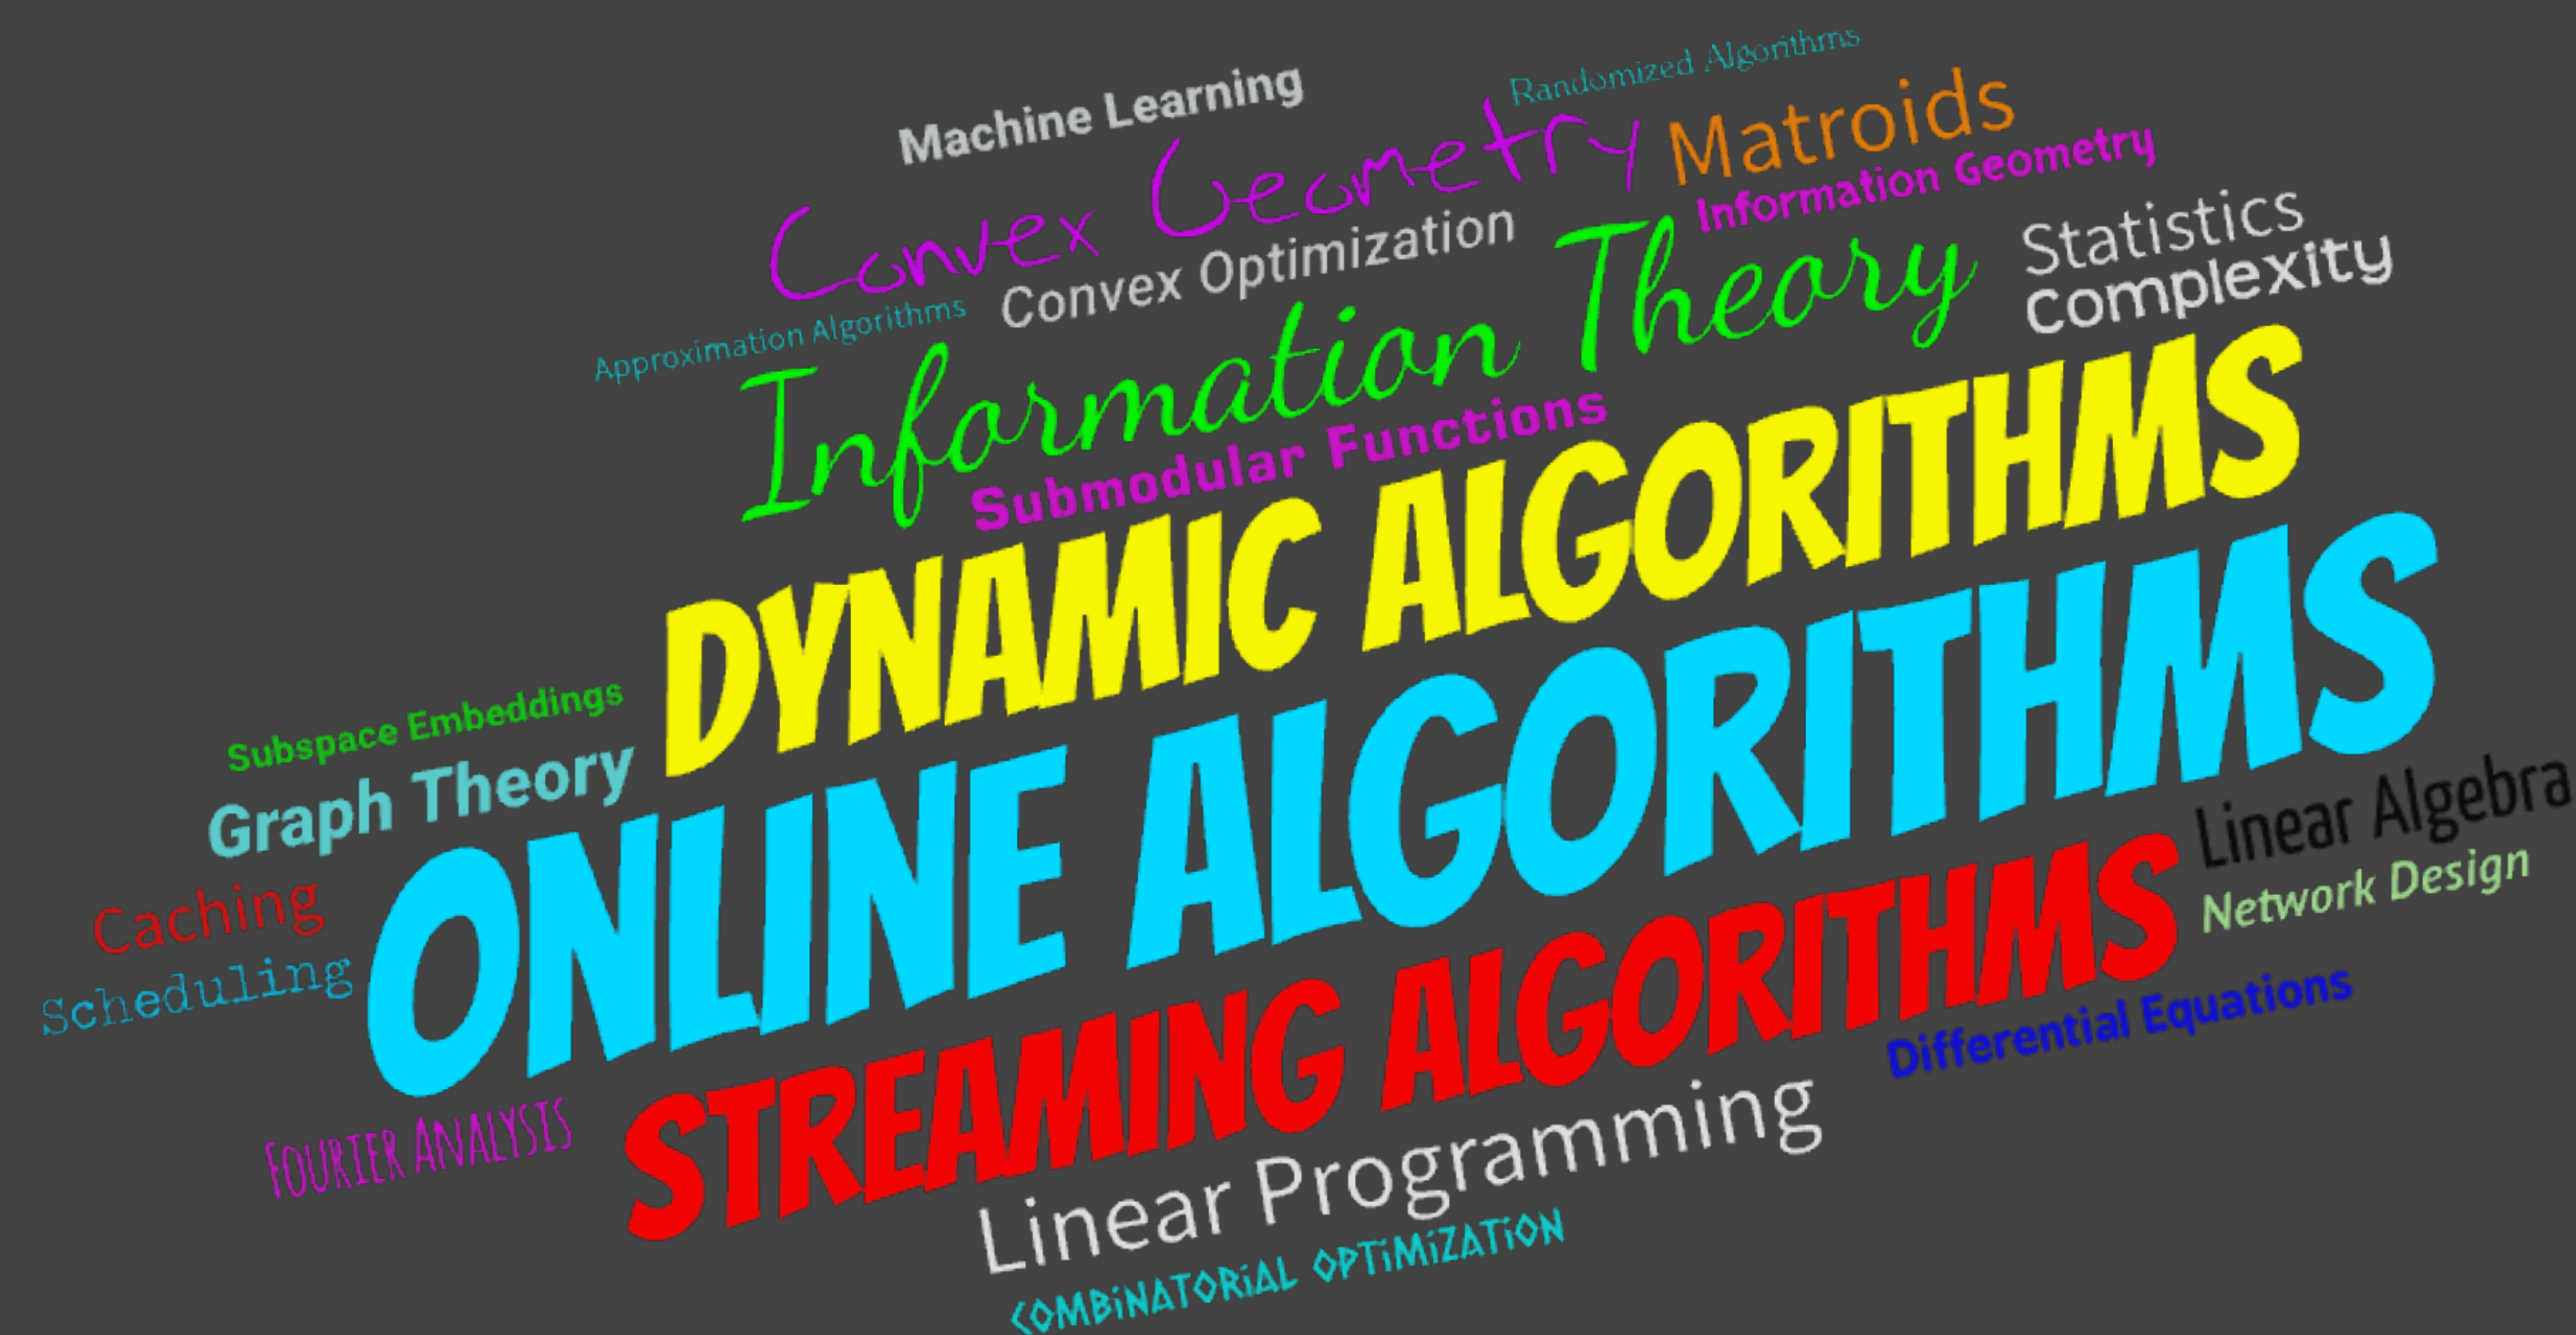 Randomized Algorithms
Machine Learning
Matroids
Convex Geometry
Information Geometry
Statistics
Convex Optimization
Complexity
Approximation Algorithms
Information Theory
Submodular Functions
DYNAMIC ALGORITHMS
Subspace Embeddings
Graph Theory
ONLINE ALGORITHMS
Linear Algebra
Caching
Network Design
Scheduling
STREAMING ALGORITHMS
Differential Equations
FOURIER ANALYSIS
Linear Programming
COMBiNATORiAL OPTiMiZATiON